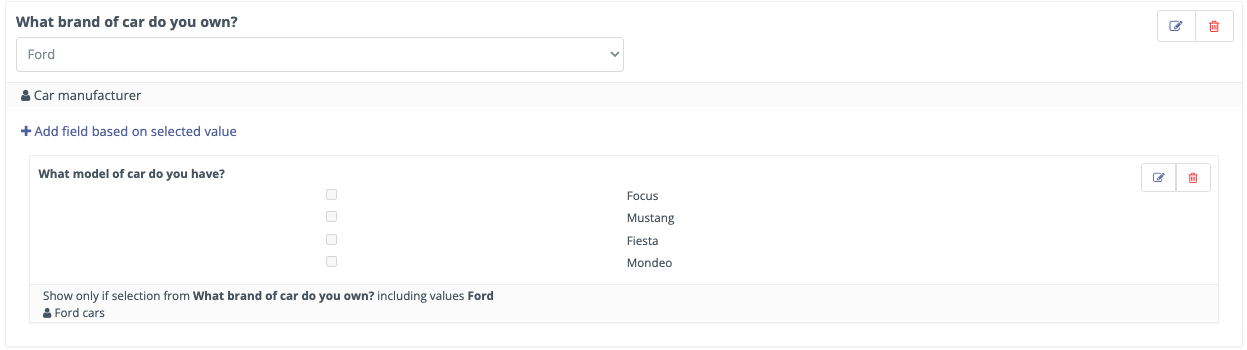 What brand of car do you own?
Ford
Car manufacturer
Add field based on selected value
What model of car do you have?
Focus
Mustang
Fiesta
Mondeo
Show only if selection from What brand of car do you own? including values Ford
Ford cars